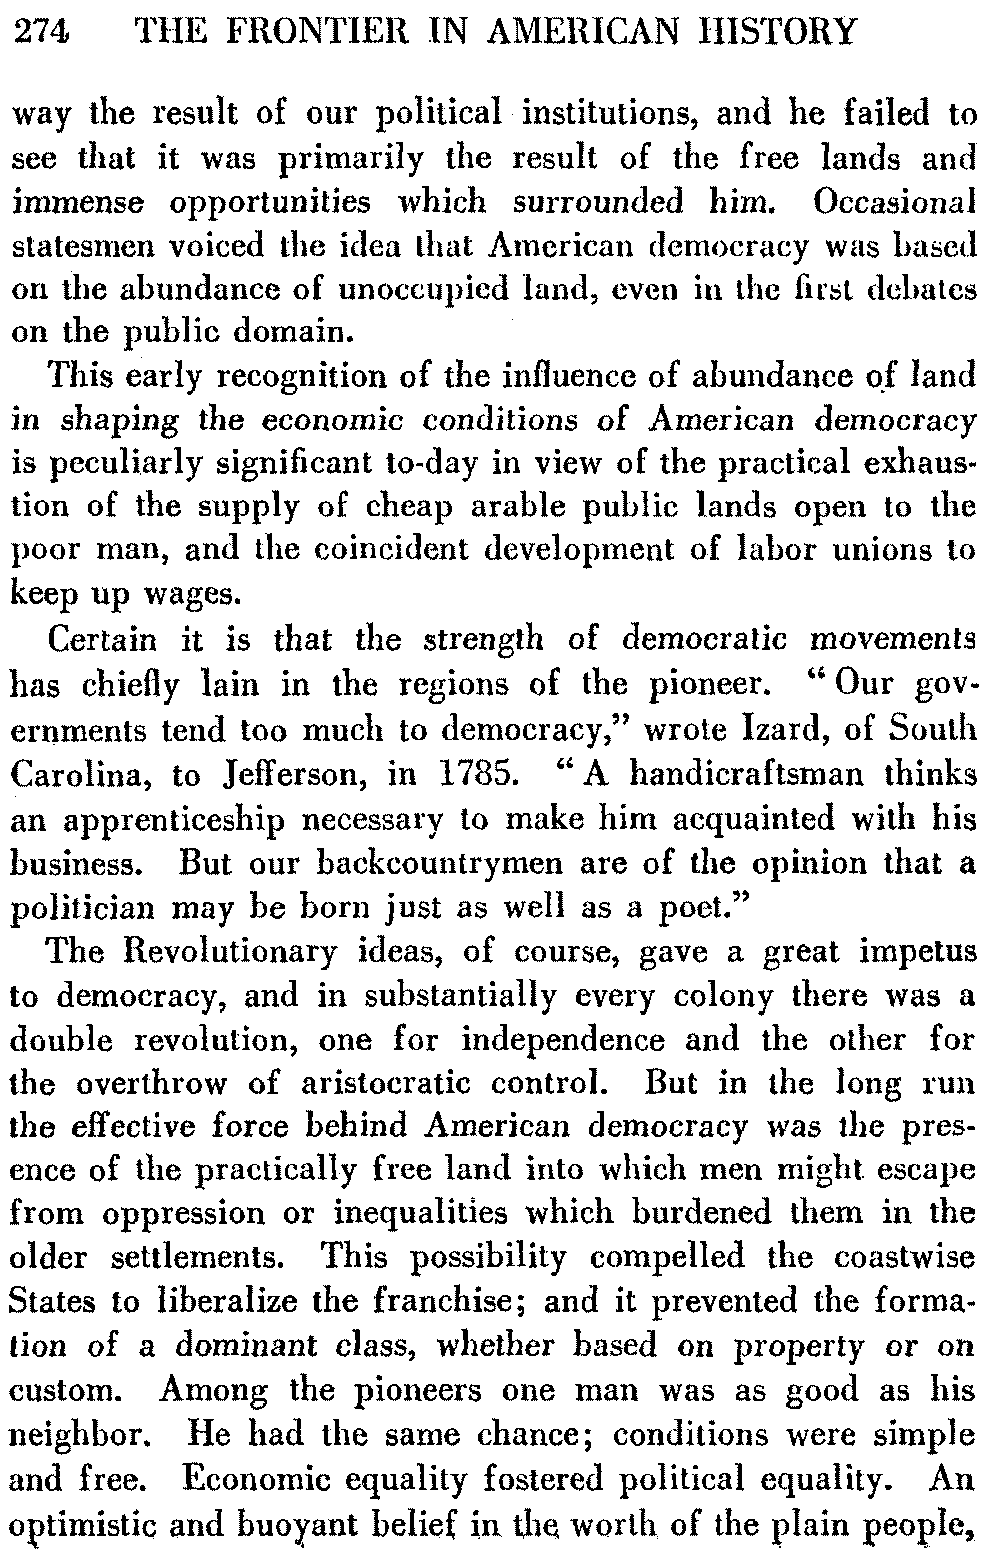 274 THE FRONTIER IN AMERICAN HISTORY
way the result of our political institutions, and he failed to
see that it was primarily the result of the free lands and
immense opportunities which surrounded him. Occasional
statesmen voiced the idea that American democracy was based
on the abundance of unoccupied land, even in the first debates
on the public domain.
This early recognition of the influence of abundance of land
in shaping the economic conditions of American democracy
is peculiarly significant to-day in view of the practical exhaus-
tion of the supply of cheap arable public lands open to the
poor man, and the coincident development of labor unions to
keep up wages.
Certain it is that the strength of democratic movements
has chiefly lain in the regions of the pioneer. “Our gov-
ernments tend too much to democracy,” wrote Izard, of South
Carolina, to Jefferson, in 1785. “A handicraftsman thinks
an apprenticeship necessary to make him acquainted with his
business. But our backcountrymen are of the opinion that a
politician may be born just as well as a poet.”
The Revolutionary ideas, of course, gave a great impetus
to democracy, and in substantially every colony there was a
double revolution, one for independence and the other for
the overthrow of aristocratic control. But in the long run
the effective force behind American democracy was the pres-
ence of the practically free land into which men might escape
from oppression or inequalities which burdened them in the
older settlements. This possibility compelled the coastwise
States to liberalize the franchise; and it prevented the forma-
tion of a dominant class, whether based on property or on
custom. Among the pioneers one man was as good as his
neighbor. He had the same chance; conditions were simple
and free. Economic equality fostered political equality. An
optimistic and buoyant belief in the worth of the plain people,